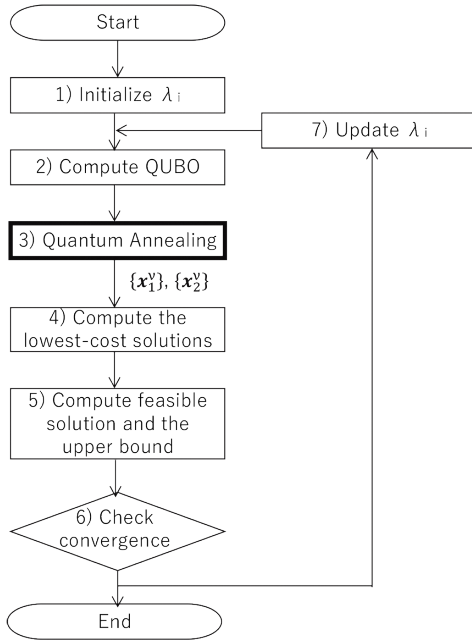 Start
1) Initialize λi
7) Update λi
2) Compute QUBO
3) Quantum Annealing
{𝒙₁ᵛ}, {𝒙₂ᵛ}
4) Compute the
lowest-cost solutions
5) Compute feasible
solution and the
upper bound
6) Check
convergence
End